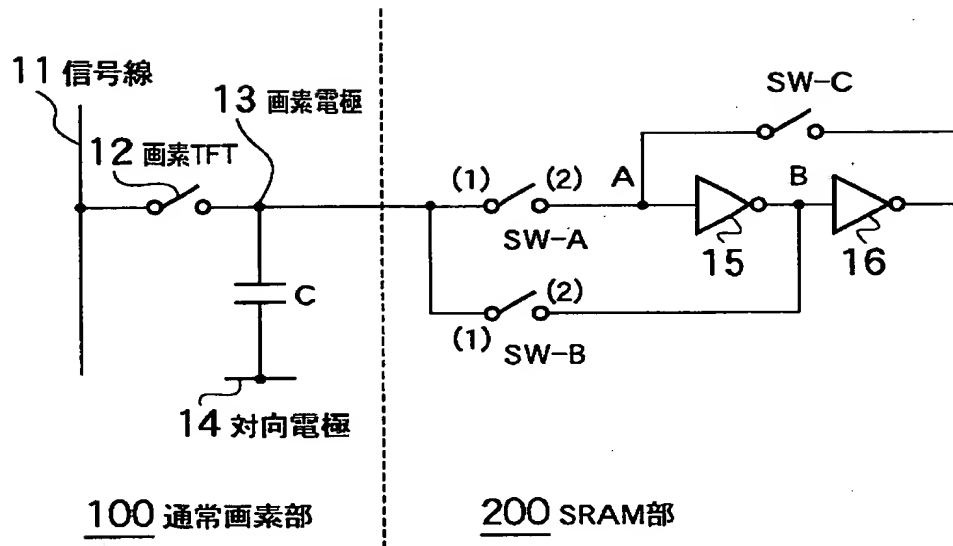 11 信号線
12 画素TFT
13 画素電極
C
14 対向電極
100 通常画素部
SW-C
(1) (2) A B
SW-A
15 16
(1) (2)
SW-B
200 SRAM部